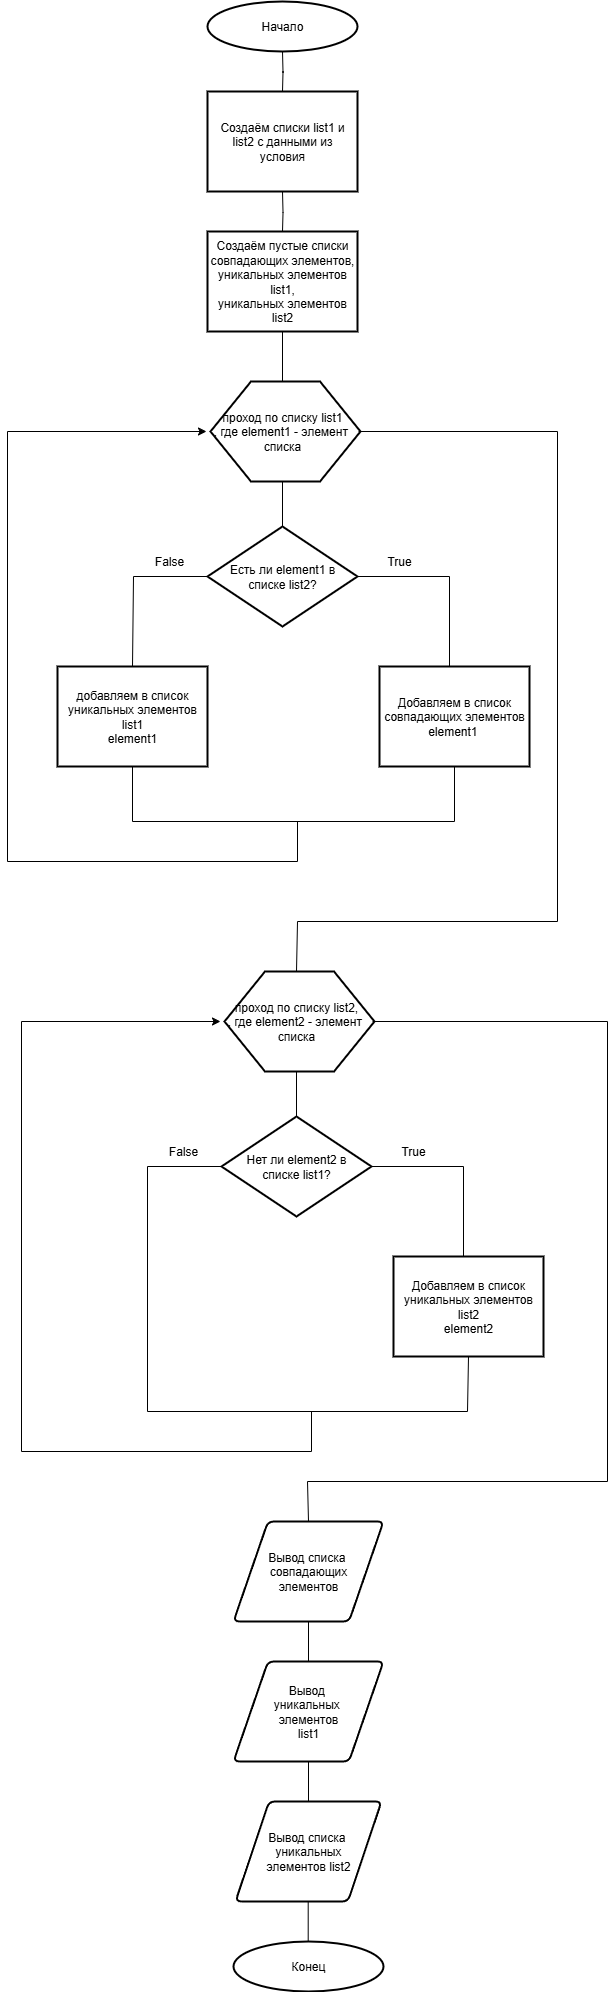 Начало
Создаём списки list1 и
list2 с данными из
условия
Создаём пустые списки
совпадающих элементов,
уникальных элементов
list1,
уникальных элементов
list2
проход по списку list1
, где element1 - элемент
списка
False
True
Есть ли element1 в
списке list2?
добавляем в список
уникальных элементов
list1
element1
Добавляем в список
совпадающих элементов
element1
проход по списку list2,
где element2 - элемент
списка
False
True
Нет ли element2 в
списке list1?
Добавляем в список
уникальных элементов
list2
element2
Вывод списка
совпадающих
элементов
Вывод
уникальных
элементов
list1
Вывод списка
уникальных
элементов list2
Конец